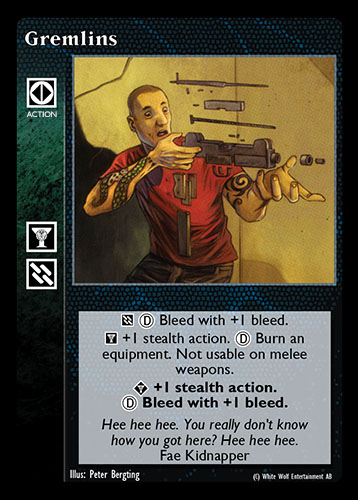 Gremlins
ACTION
D Bleed with +1 bleed.
+1 stealth action. D Burn an
equipment. Not usable on melee
weapons.
+1 stealth action.
D Bleed with +1 bleed.
Hee hee hee. You really don't know
how you got here? Hee hee hee.
Fae Kidnapper
Illus: Peter Bergting
(C) White Wolf Entertainment AB